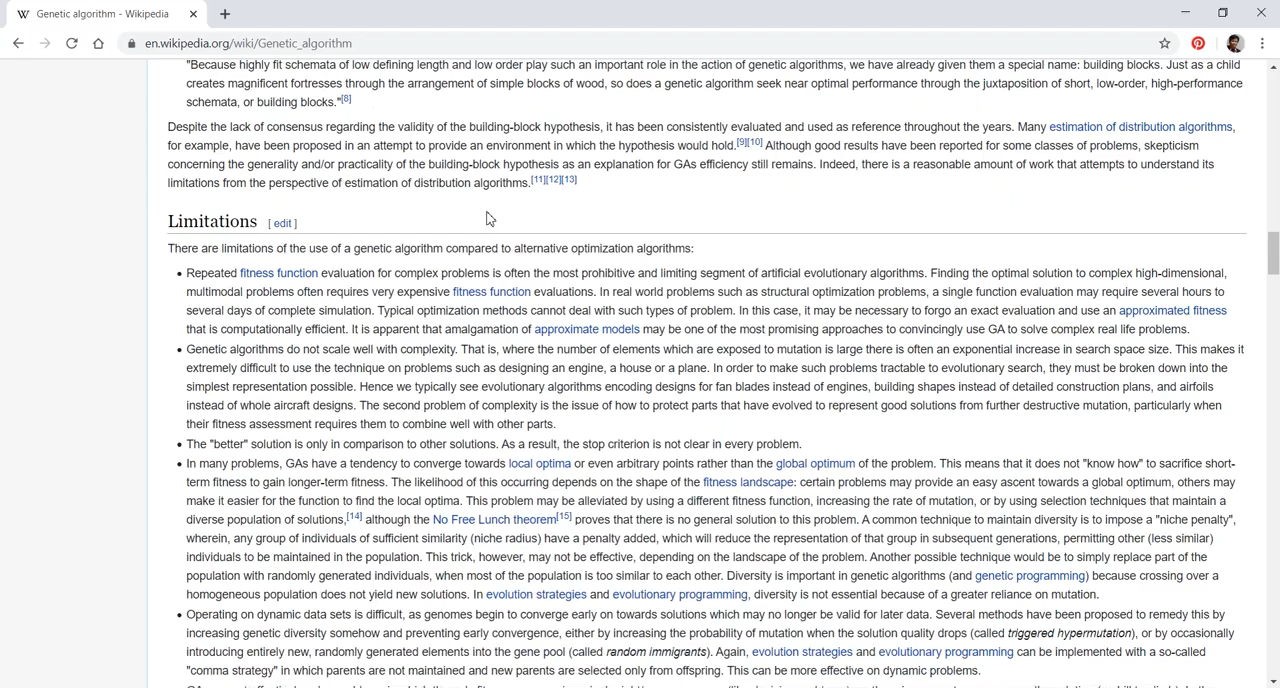 Genetic algorithm - Wikipedia
en.wikipedia.org/wiki/Genetic_algorithm
"Because highly fit schemata of low defining length and low order play such an important role in the action of genetic algorithms, we have already given them a special name: building blocks. Just as a child
creates magnificent fortresses through the arrangement of simple blocks of wood, so does a genetic algorithm seek near optimal performance through the juxtaposition of short, low-order, high-performance
schemata, or building blocks."[8]
Despite the lack of consensus regarding the validity of the building-block hypothesis, it has been consistently evaluated and used as reference throughout the years. Many estimation of distribution algorithms,
for example, have been proposed in an attempt to provide an environment in which the hypothesis would hold.[9][10] Although good results have been reported for some classes of problems, skepticism
concerning the generality and/or practicality of the building-block hypothesis as an explanation for GAs efficiency still remains. Indeed, there is a reasonable amount of work that attempts to understand its
limitations from the perspective of estimation of distribution algorithms.[11][12][13]
Limitations [ edit ]
There are limitations of the use of a genetic algorithm compared to alternative optimization algorithms:
• Repeated fitness function evaluation for complex problems is often the most prohibitive and limiting segment of artificial evolutionary algorithms. Finding the optimal solution to complex high-dimensional,
multimodal problems often requires very expensive fitness function evaluations. In real world problems such as structural optimization problems, a single function evaluation may require several hours to
several days of complete simulation. Typical optimization methods cannot deal with such types of problem. In this case, it may be necessary to forgo an exact evaluation and use an approximated fitness
that is computationally efficient. It is apparent that amalgamation of approximate models may be one of the most promising approaches to convincingly use GA to solve complex real life problems.
• Genetic algorithms do not scale well with complexity. That is, where the number of elements which are exposed to mutation is large there is often an exponential increase in search space size. This makes it
extremely difficult to use the technique on problems such as designing an engine, a house or a plane. In order to make such problems tractable to evolutionary search, they must be broken down into the
simplest representation possible. Hence we typically see evolutionary algorithms encoding designs for fan blades instead of engines, building shapes instead of detailed construction plans, and airfoils
instead of whole aircraft designs. The second problem of complexity is the issue of how to protect parts that have evolved to represent good solutions from further destructive mutation, particularly when
their fitness assessment requires them to combine well with other parts.
• The "better" solution is only in comparison to other solutions. As a result, the stop criterion is not clear in every problem.
• In many problems, GAs have a tendency to converge towards local optima or even arbitrary points rather than the global optimum of the problem. This means that it does not "know how" to sacrifice short-
term fitness to gain longer-term fitness. The likelihood of this occurring depends on the shape of the fitness landscape: certain problems may provide an easy ascent towards a global optimum, others may
make it easier for the function to find the local optima. This problem may be alleviated by using a different fitness function, increasing the rate of mutation, or by using selection techniques that maintain a
diverse population of solutions,[14] although the No Free Lunch theorem[15] proves that there is no general solution to this problem. A common technique to maintain diversity is to impose a "niche penalty",
wherein, any group of individuals of sufficient similarity (niche radius) have a penalty added, which will reduce the representation of that group in subsequent generations, permitting other (less similar)
individuals to be maintained in the population. This trick, however, may not be effective, depending on the landscape of the problem. Another possible technique would be to simply replace part of the
population with randomly generated individuals, when most of the population is too similar to each other. Diversity is important in genetic algorithms (and genetic programming) because crossing over a
homogeneous population does not yield new solutions. In evolution strategies and evolutionary programming, diversity is not essential because of a greater reliance on mutation.
• Operating on dynamic data sets is difficult, as genomes begin to converge early on towards solutions which may no longer be valid for later data. Several methods have been proposed to remedy this by
increasing genetic diversity somehow and preventing early convergence, either by increasing the probability of mutation when the solution quality drops (called triggered hypermutation), or by occasionally
introducing entirely new, randomly generated elements into the gene pool (called random immigrants). Again, evolution strategies and evolutionary programming can be implemented with a so-called
"comma strategy" in which parents are not maintained and new parents are selected only from offspring. This can be more effective on dynamic problems.